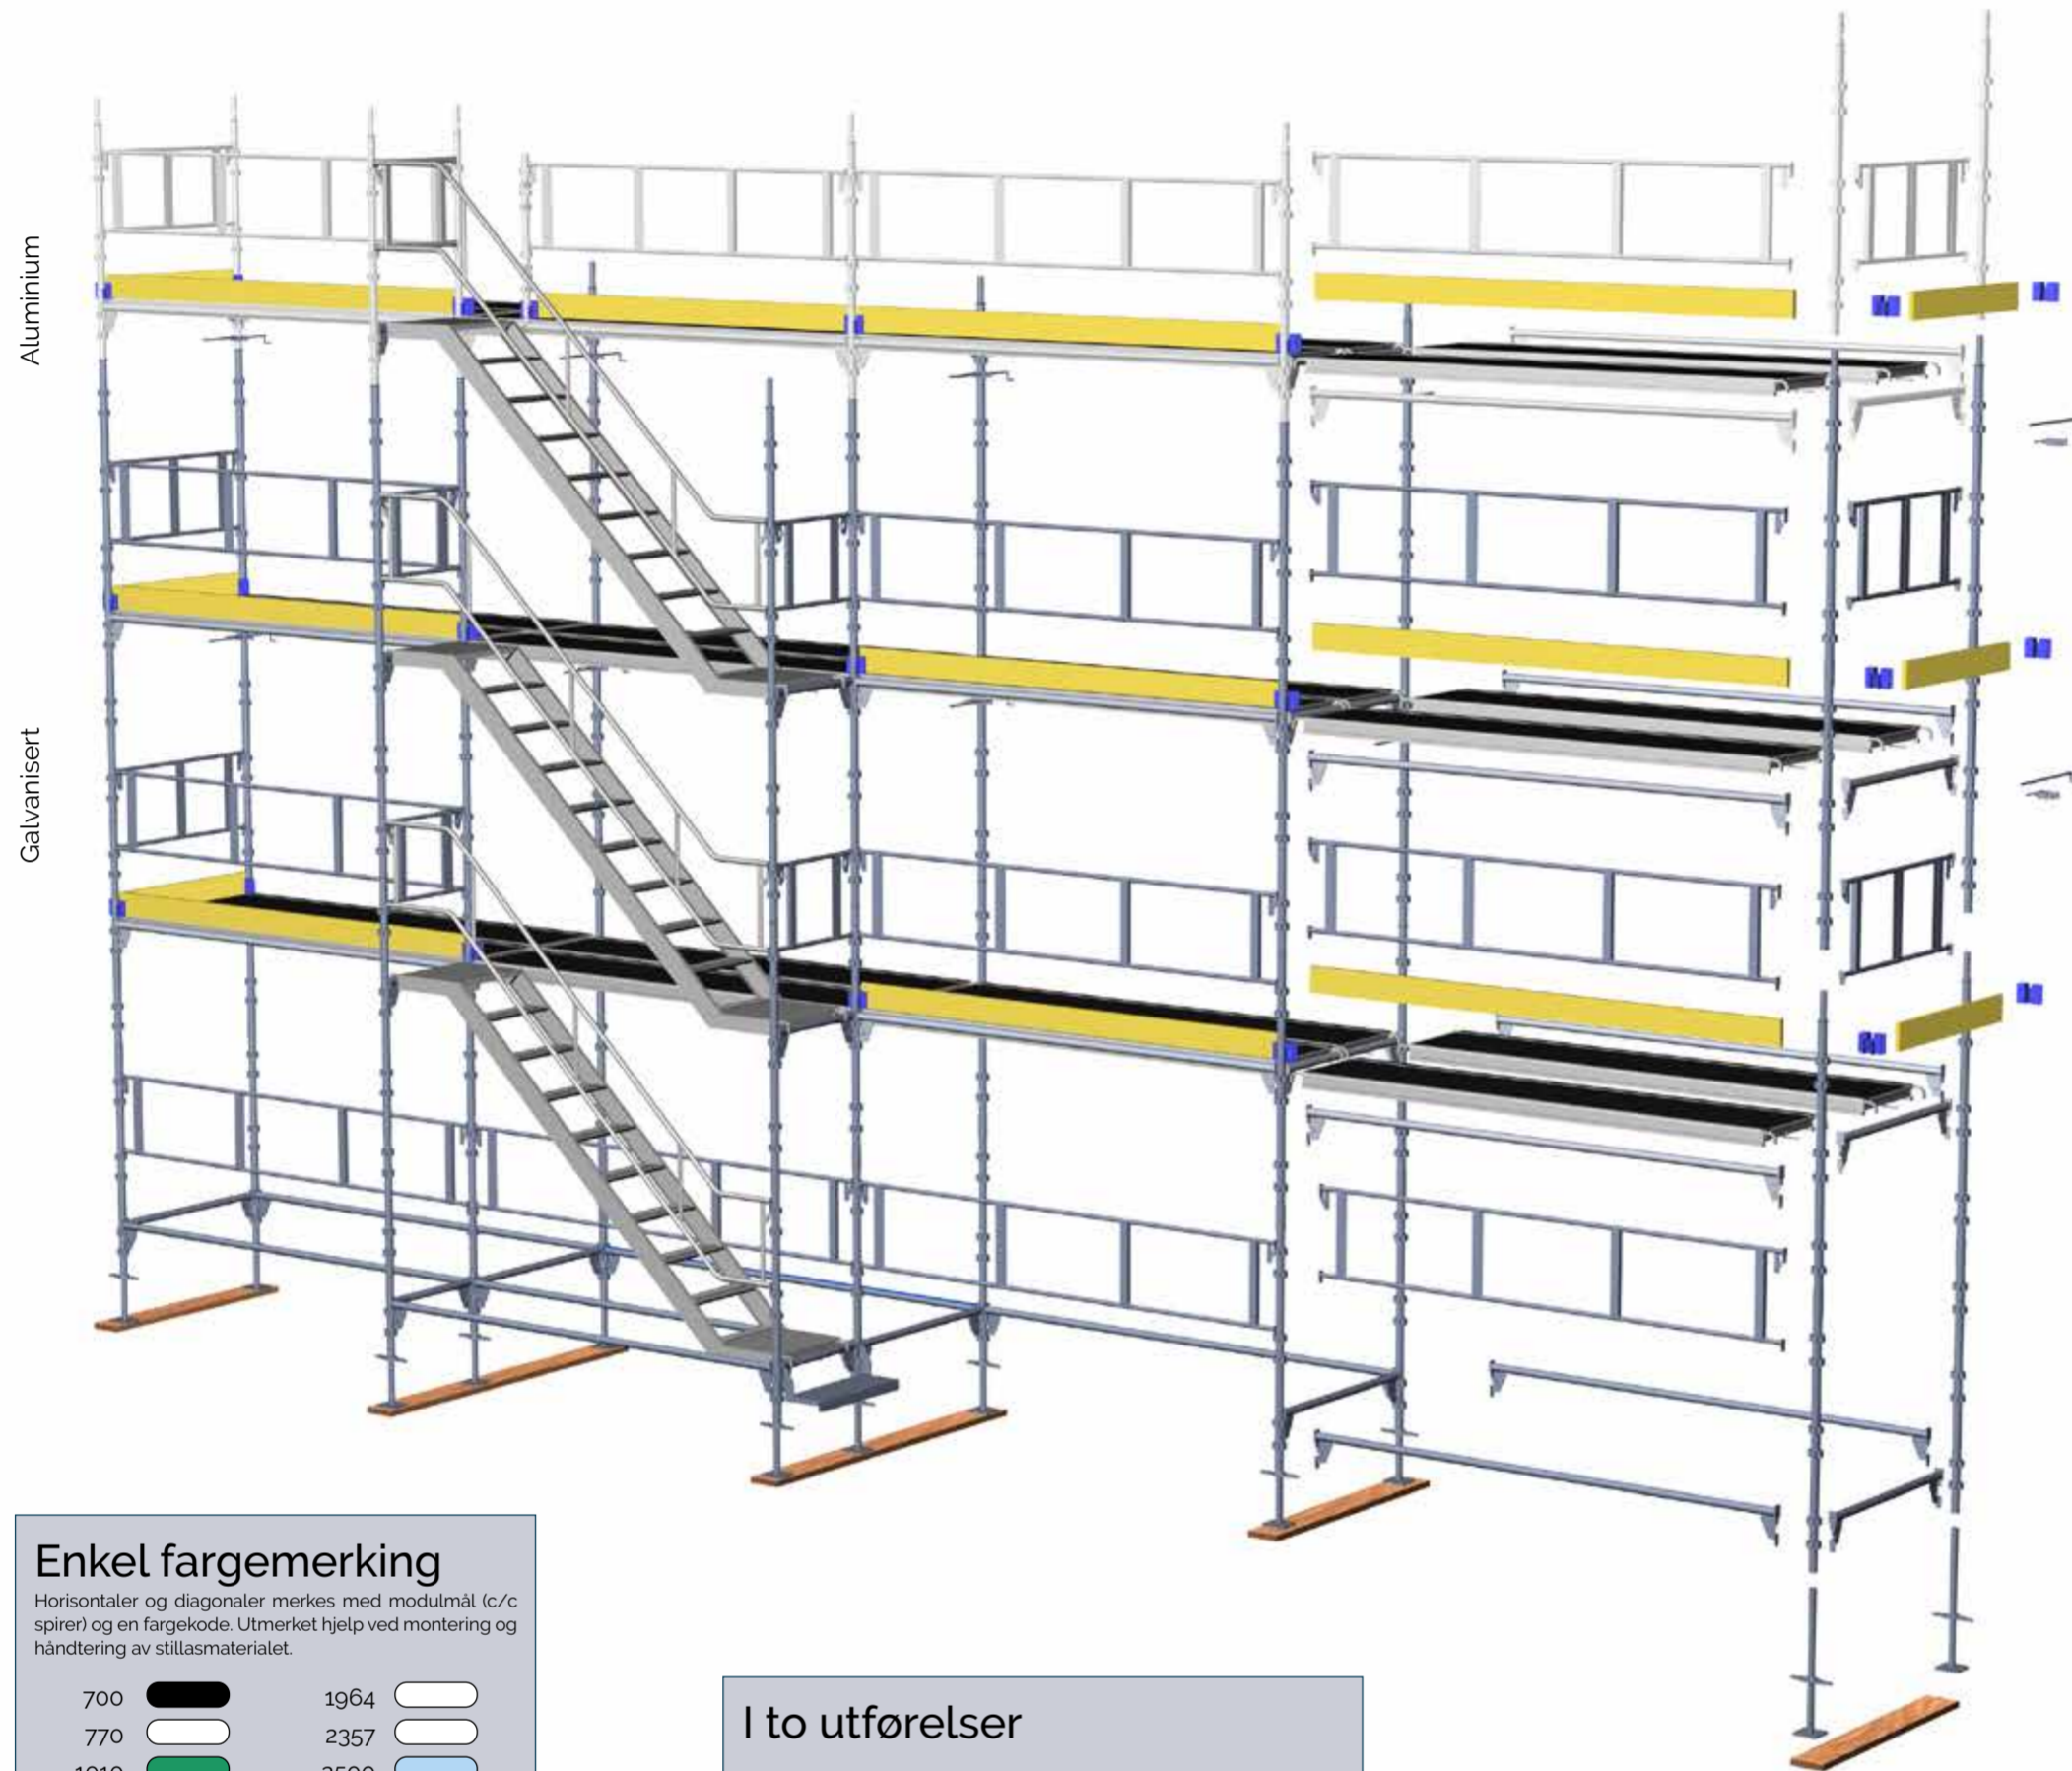 Aluminium
Galvanisert
Enkel fargemerking
Horisontaler og diagonaler merkes med modulmål (c/c
spirer) og en fargekode. Utmerket hjelp ved montering og
håndtering av stillasmaterialet.
700 1964
770 2357
I to utførelser